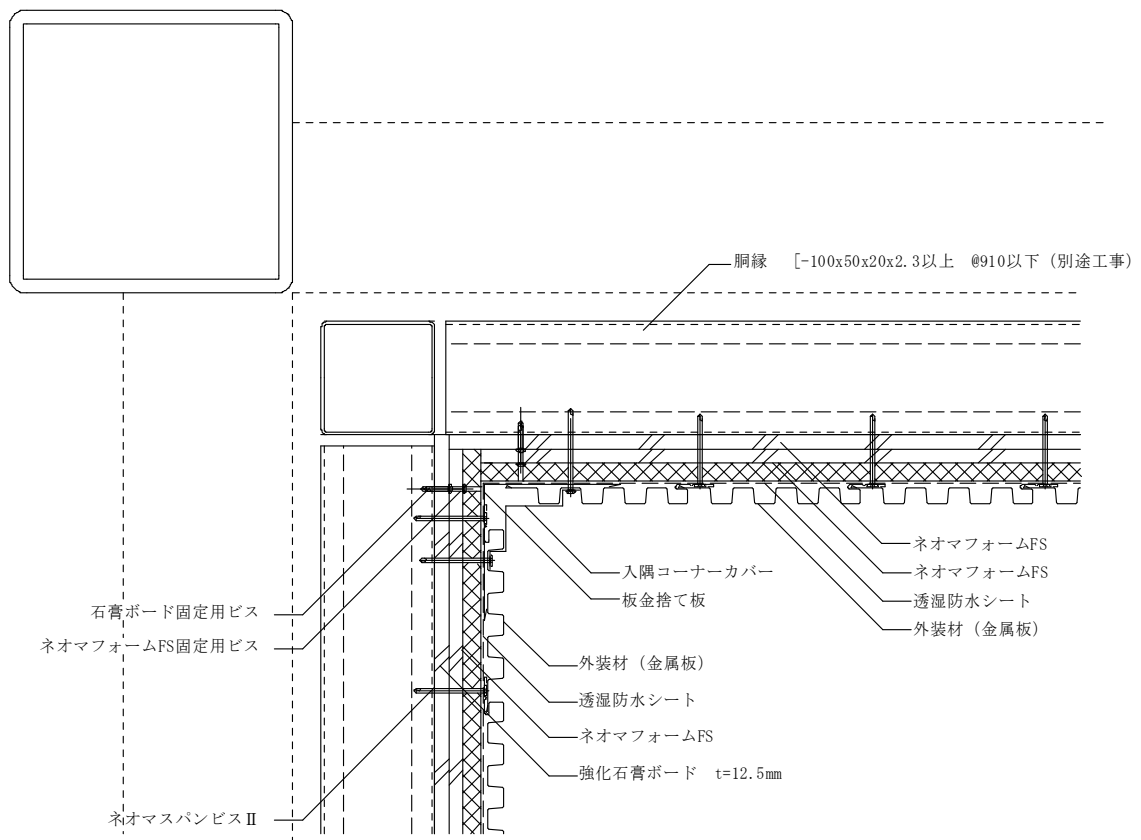 胴縁 [-100x50x20x2.3以上 @910以下 (別途工事)
ネオマフォームFS
ネオマフォームFS
透湿防水シート
外装材 (金属板)
入隅コーナーカバー
板金捨て板
石膏ボード固定用ビス
ネオマフォームFS固定用ビス
外装材 (金属板)
透湿防水シート
ネオマフォームFS
強化石膏ボード t=12.5mm
ネオマスパンビスⅡ